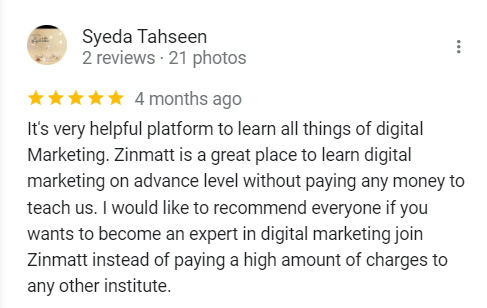 Syeda Tahseen
2 reviews · 21 photos
4 months ago
It's very helpful platform to learn all things of digital
Marketing. Zinmatt is a great place to learn digital
marketing on advance level without paying any money to
teach us. I would like to recommend everyone if you
wants to become an expert in digital marketing join
Zinmatt instead of paying a high amount of charges to
any other institute.